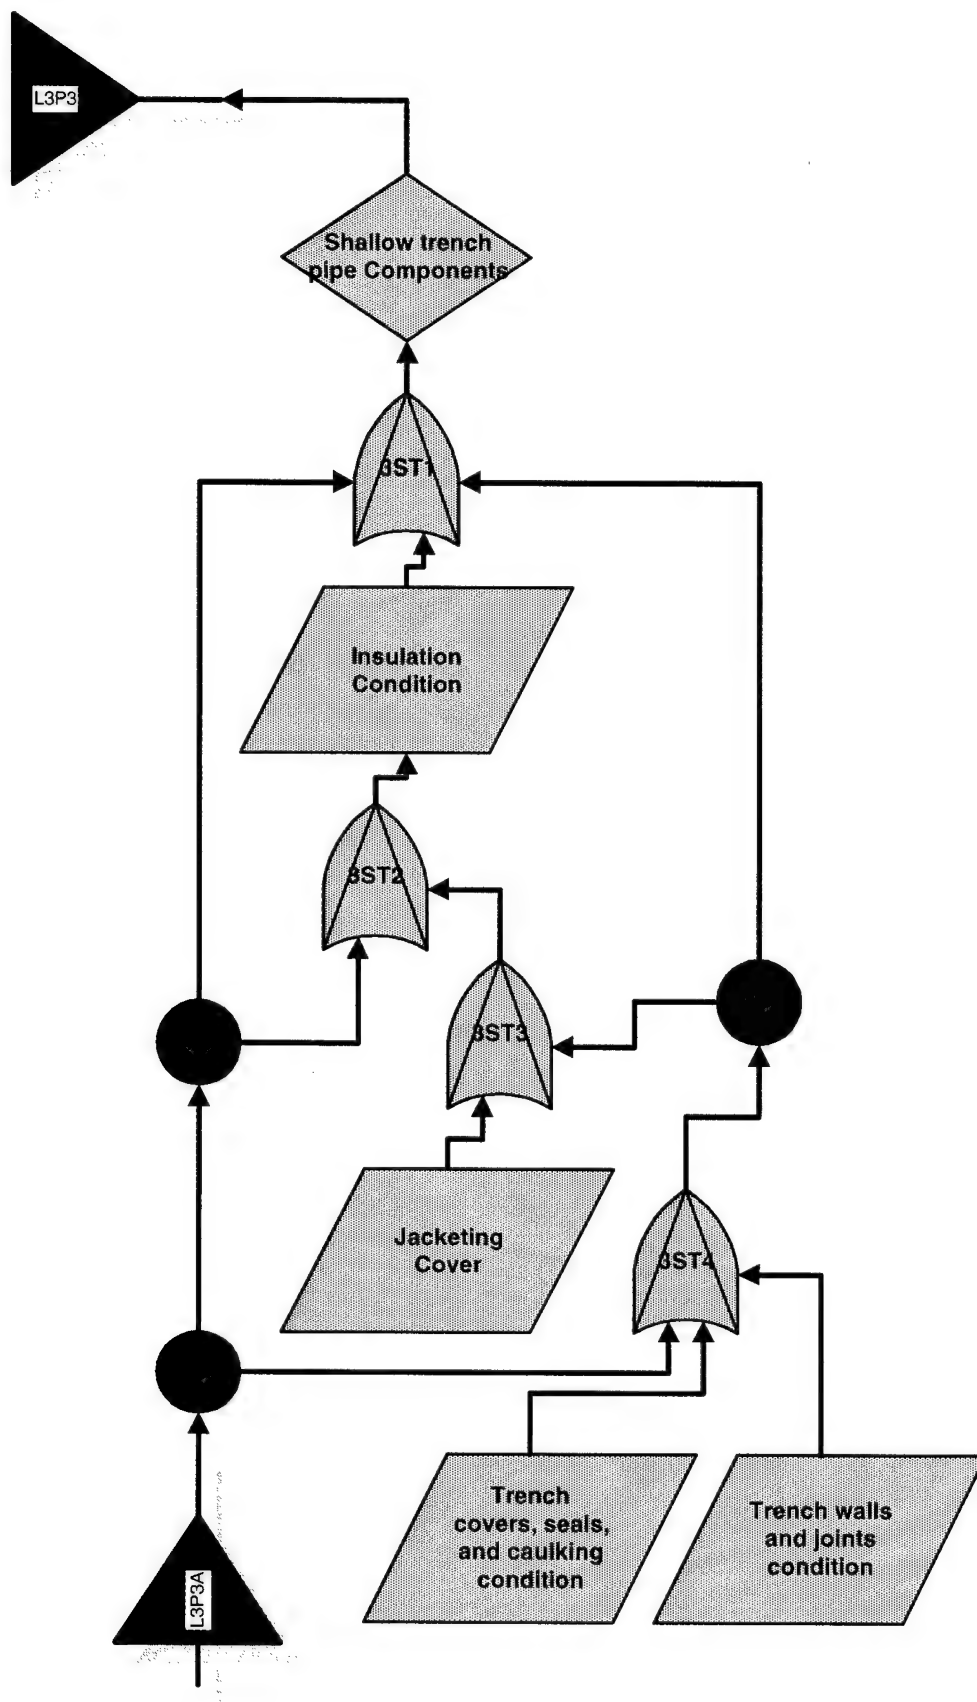 L3P3
Shallow trench
pipe Components
3ST1
Insulation
Condition
3ST2
3ST3
Jacketing
Cover
3ST4
Trench
covers, seals,
and caulking
condition
Trench walls
and joints
condition
L3P3A